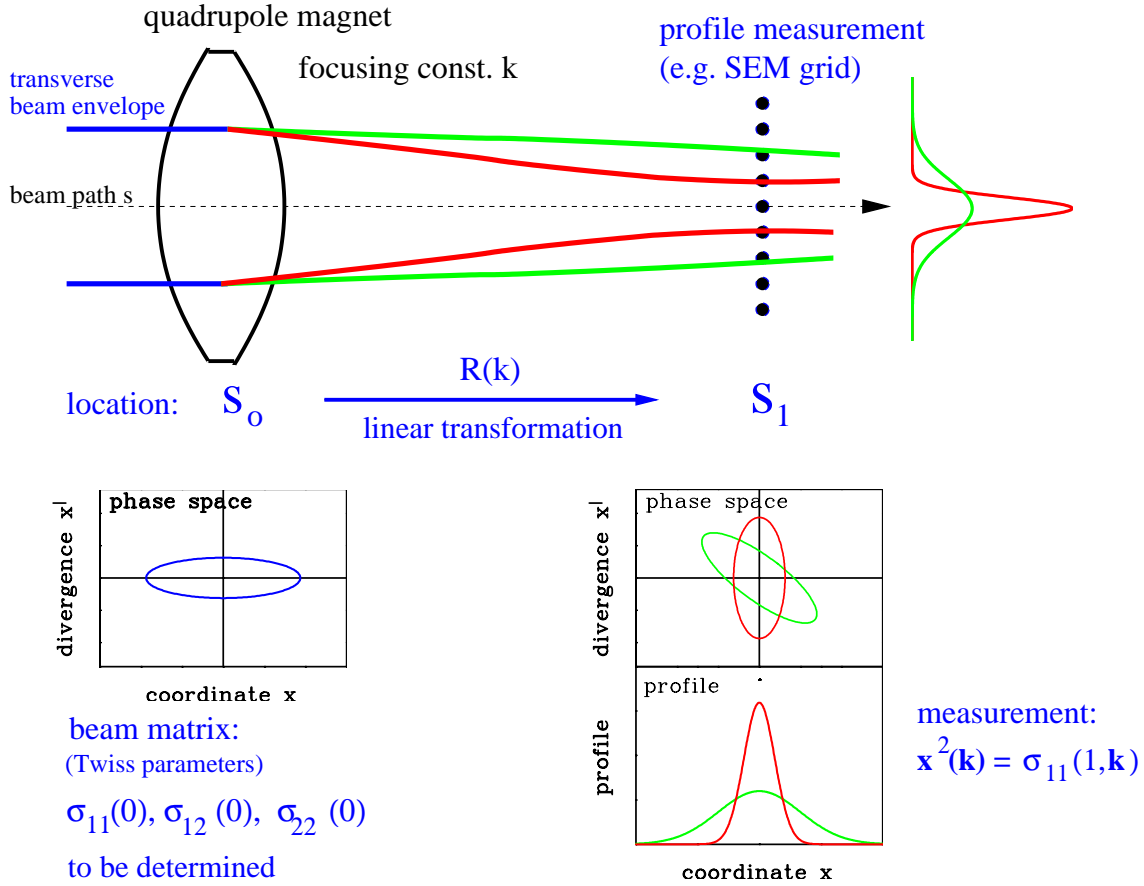 quadrupole magnet
focusing const. k
profile measurement
(e.g. SEM grid)
transverse
beam envelope
beam path s
location:
s₀
R(k)
linear transformation
s₁
phase space
divergence x'
coordinate x
beam matrix:
(Twiss parameters)
σ₁₁(0), σ₁₂ (0), σ₂₂ (0)
to be determined
phase space
divergence x'
profile
profile
coordinate x
measurement:
x²(k) = σ₁₁(1,k)